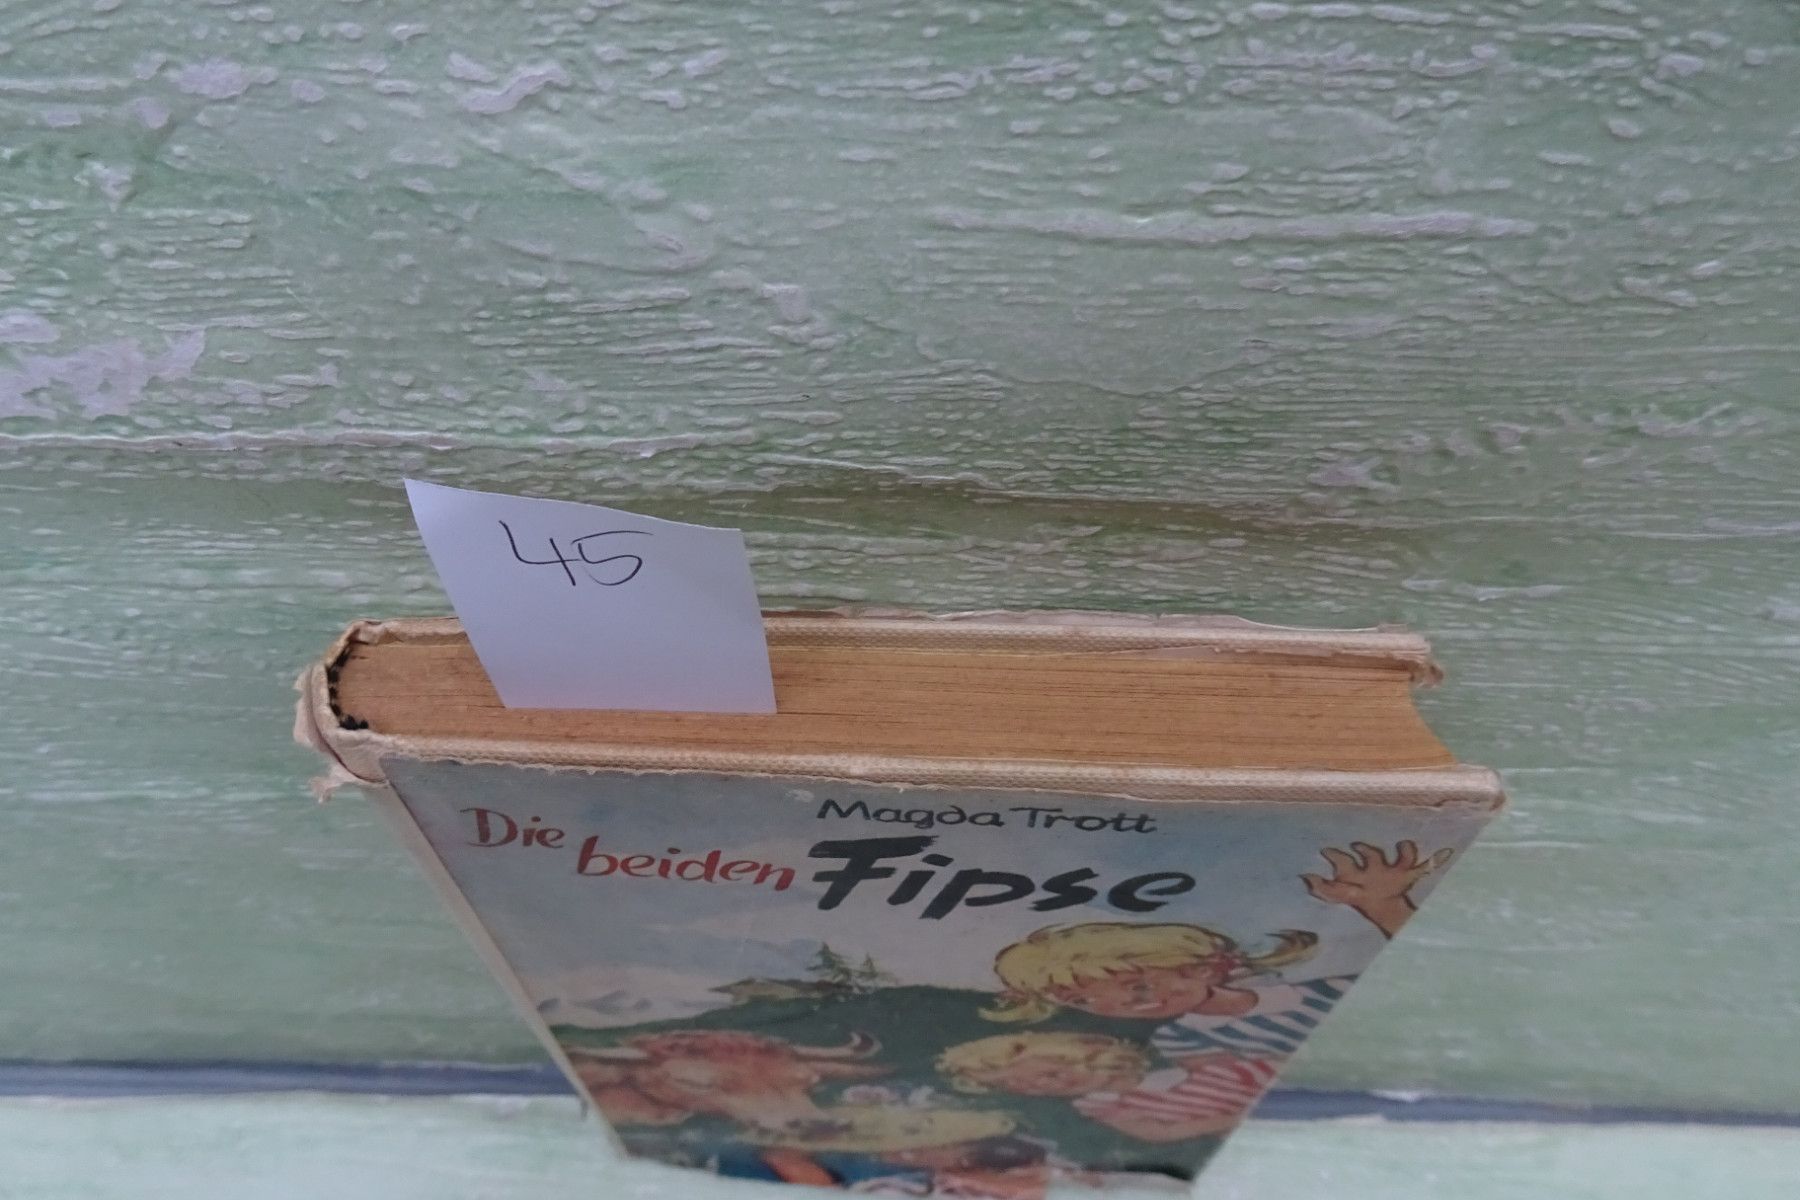 45
Magda Trott
Die beiden Fipse